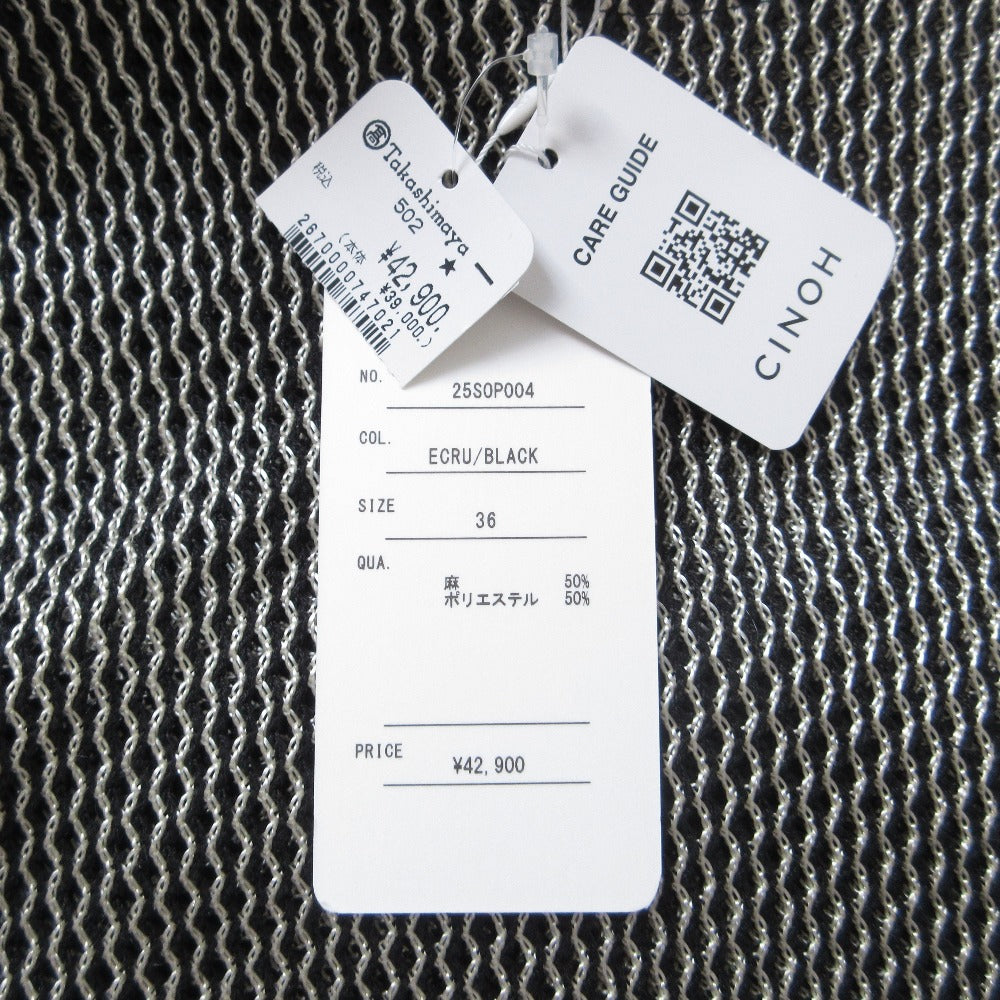 高 Takashimaya
502 ★
税込 ¥42,900.
(本体 ¥39,000.)
2670000747021
CARE GUIDE
CINOH
NO. 25SOP004
COL. ECRU/BLACK
SIZE 36
QUA.
麻 50%
ポリエステル 50%
PRICE ¥42,900